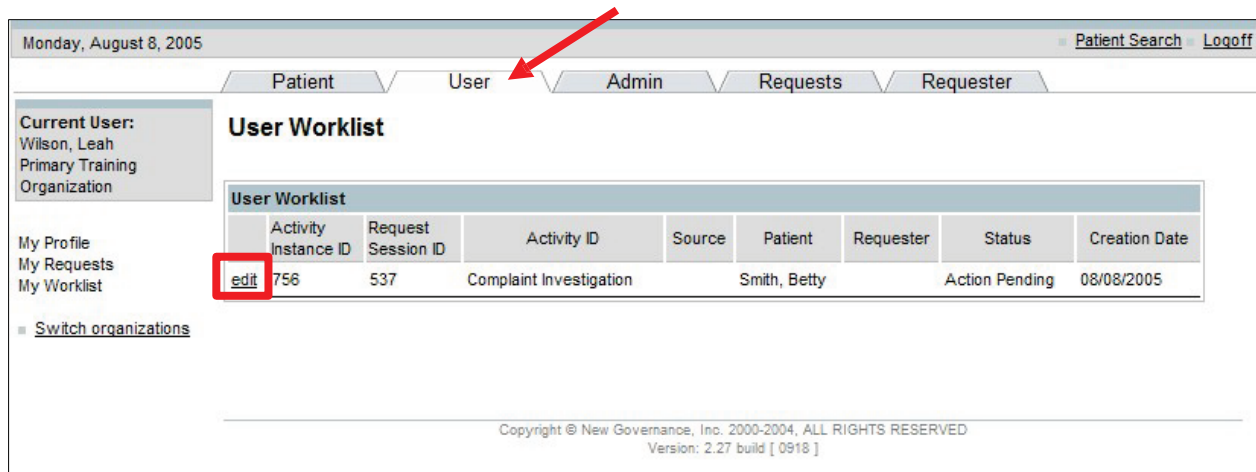 Monday, August 8, 2005
Patient Search Logoff
Patient User Admin Requests Requester
Current User:
Wilson, Leah
Primary Training
Organization
My Profile
My Requests
My Worklist
Switch organizations
User Worklist
User Worklist
Activity Instance ID Request Session ID Activity ID Source Patient Requester Status Creation Date
edit 756 537 Complaint Investigation Smith, Betty Action Pending 08/08/2005
Copyright © New Governance, Inc. 2000-2004, ALL RIGHTS RESERVED
Version: 2.27 build [ 0918 ]